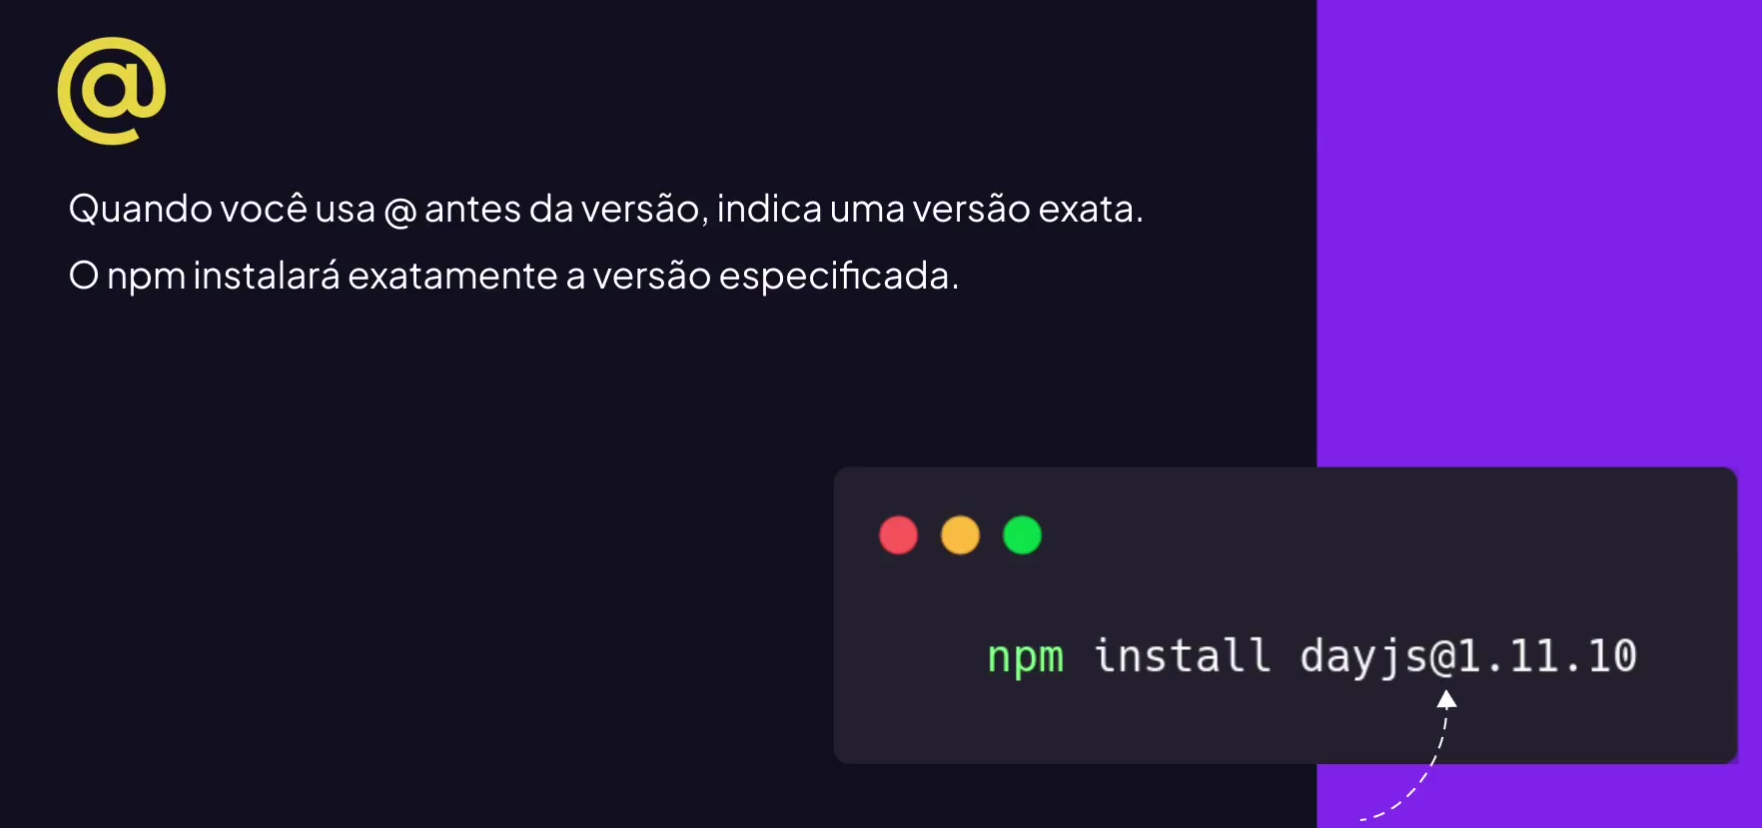 @
Quando você usa @ antes da versão, indica uma versão exata.
O npm instalará exatamente a versão especificada.
npm install dayjs@1.11.10